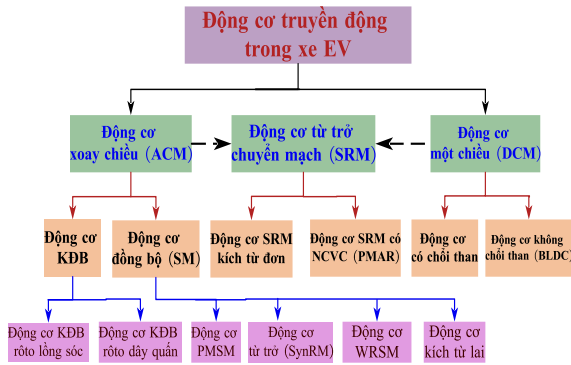 Động cơ truyền động
trong xe EV
Động cơ
xoay chiều (ACM)
Động cơ từ trở
chuyển mạch (SRM)
Động cơ
một chiều (DCM)
Động cơ
KĐB
Động cơ
đồng bộ (SM)
Động cơ SRM
kích từ đơn
Động cơ SRM có
NCVC (PMAR)
Động cơ
có chổi than
Động cơ không
chổi than (BLDC)
Động cơ KĐB
rôto lồng sóc
Động cơ KĐB
rôto dây quấn
Động cơ
PMSM
Động cơ
từ trở (SynRM)
Động cơ
WRSM
Động cơ
kích từ lai